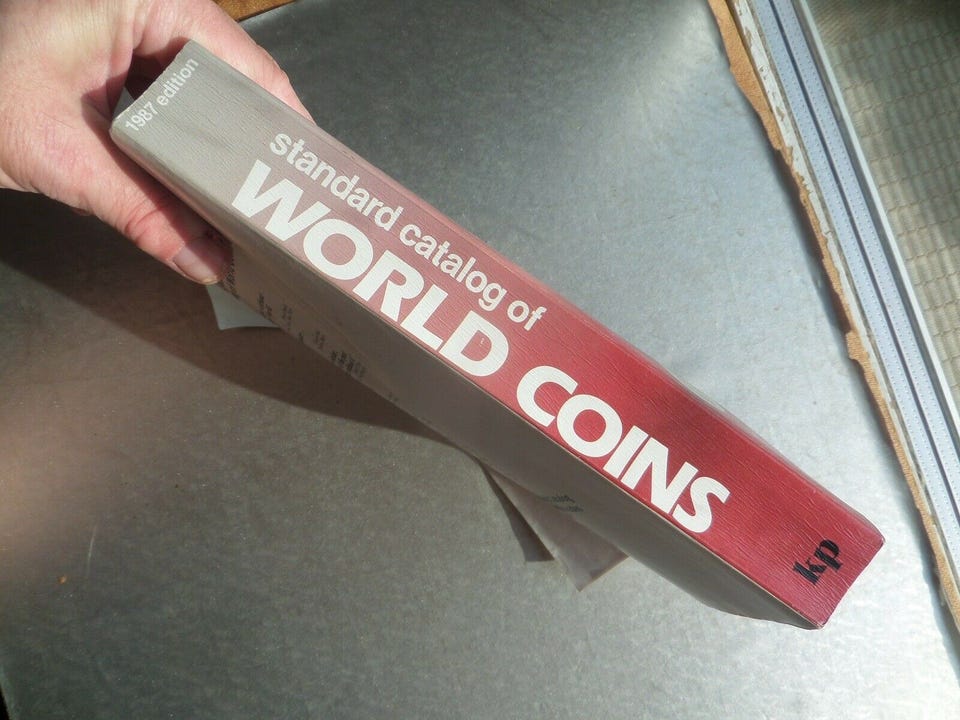 1987 edition
standard catalog of
WORLD COINS
kp